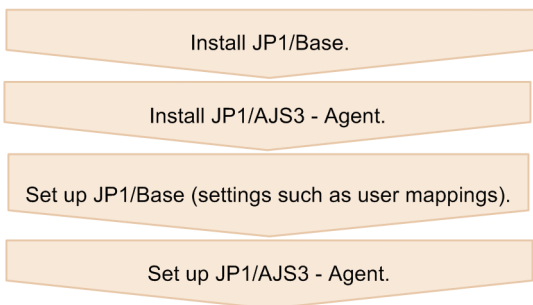 Install JP1/Base.
Install JP1/AJS3 - Agent.
Set up JP1/Base (settings such as user mappings).
Set up JP1/AJS3 - Agent.